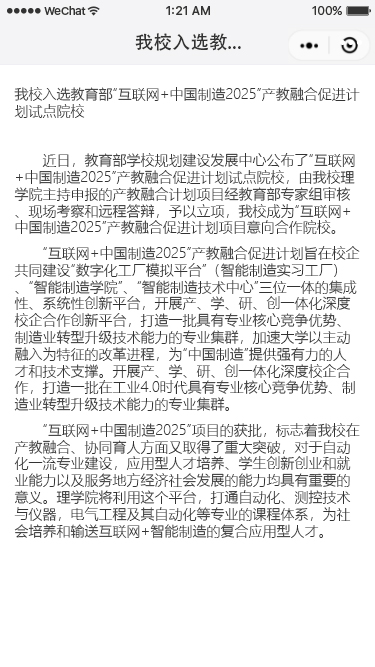 WeChat 1:21 AM 100%
我校入选教...
我校入选教育部“互联网+中国制造2025”产教融合促进计
划试点院校
近日，教育部学校规划建设发展中心公布了“互联网
+中国制造2025”产教融合促进计划试点院校，由我校理
学院主持申报的产教融合计划项目经教育部专家组审核
、现场考察和远程答辩，予以立项，我校成为“互联网+
中国制造2025”产教融合促进计划项目意向合作院校。
“互联网+中国制造2025”产教融合促进计划旨在校企
共同建设“数字化工厂模拟平台”（智能制造实习工厂）
、“智能制造学院”、“智能制造技术中心”三位一体的集成
性、系统性创新平台，开展产、学、研、创一体化深度
校企合作创新平台，打造一批具有专业核心竞争优势、
制造业转型升级技术能力的专业集群，加速大学以主动
融入为特征的改革进程，为“中国制造”提供强有力的人
才和技术支撑。开展产、学、研、创一体化深度校企合
作，打造一批在工业4.0时代具有专业核心竞争优势、制
造业转型升级技术能力的专业集群。
“互联网+中国制造2025”项目的获批，标志着我校在
产教融合、协同育人方面又取得了重大突破，对于自动
化一流专业建设，应用型人才培养、学生创新创业和就
业能力以及服务地方经济社会发展的能力均具有重要的
意义。理学院将利用这个平台，打通自动化、测控技术
与仪器，电气工程及其自动化等专业的课程体系，为社
会培养和输送互联网+智能制造的复合应用型人才。